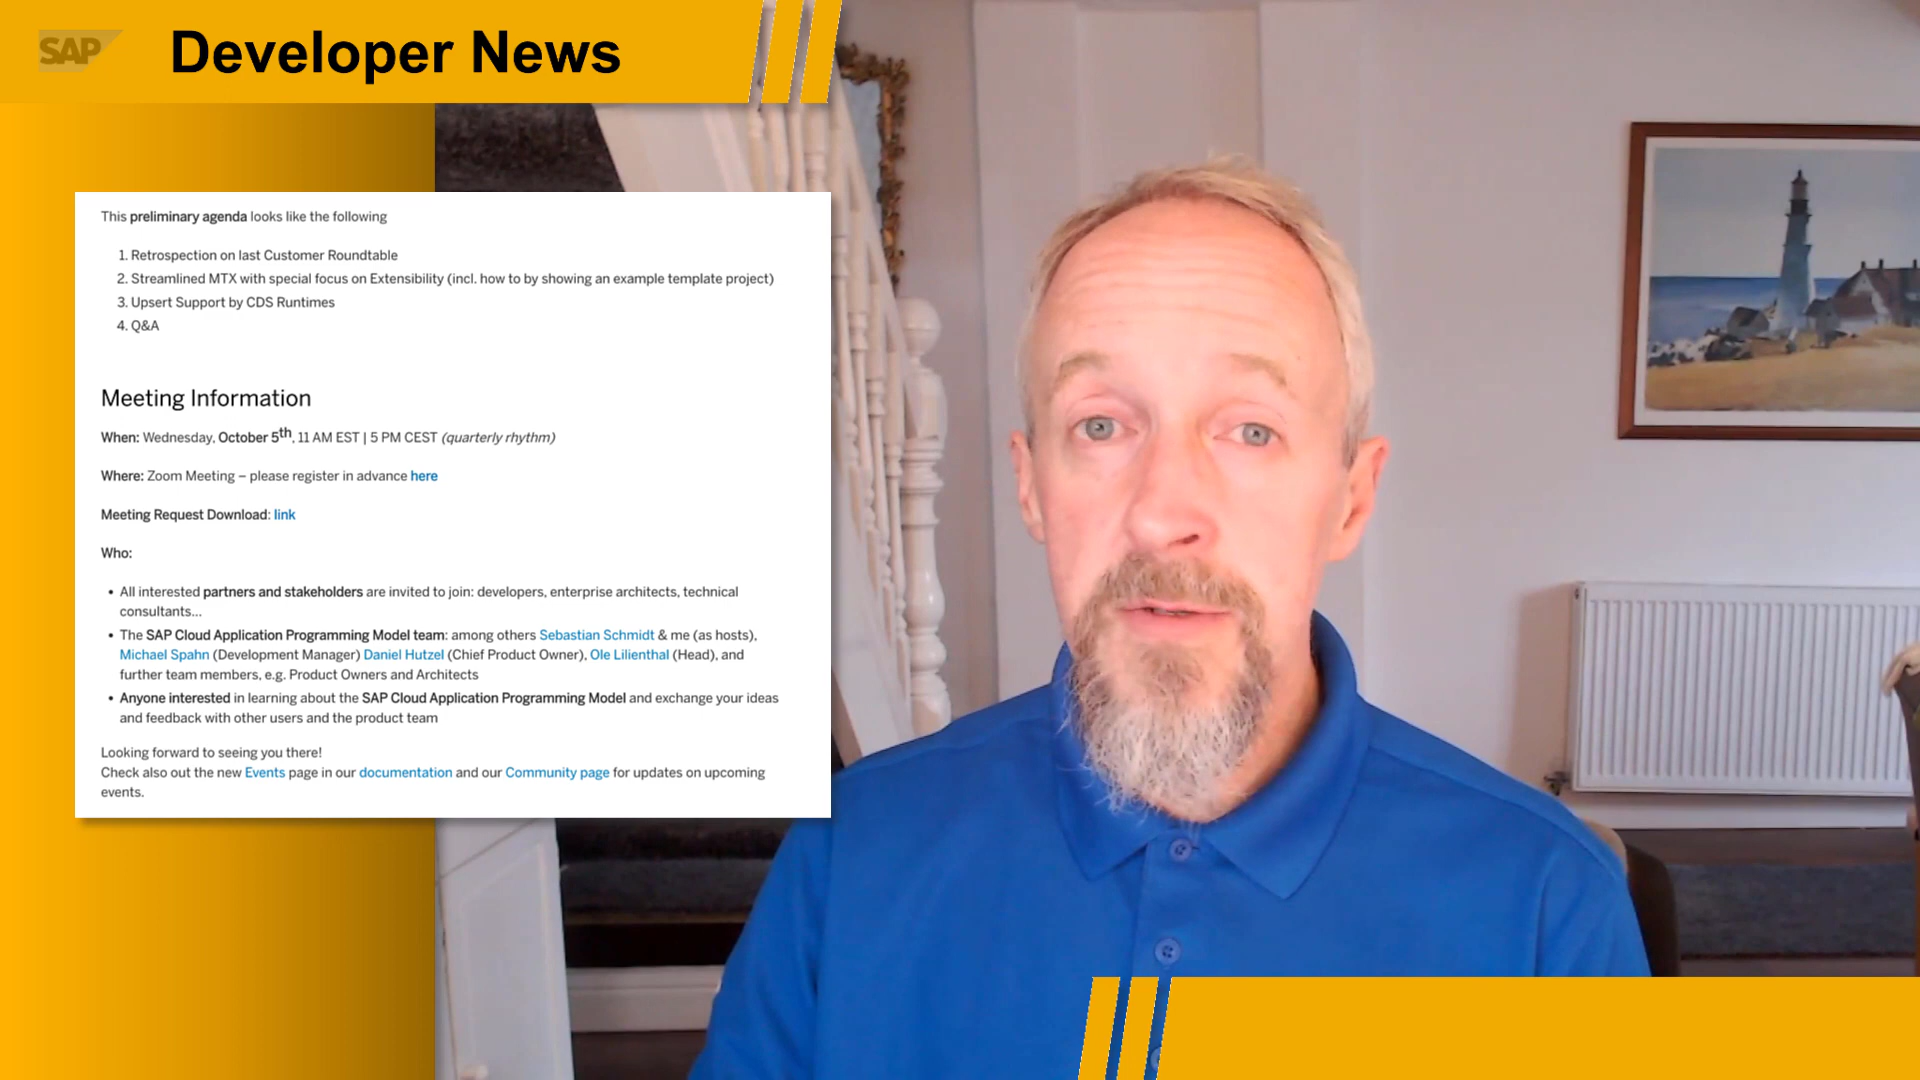 SAP
Developer News
This preliminary agenda looks like the following
1. Retrospection on last Customer Roundtable
2. Streamlined MTX with special focus on Extensibility (incl. how to by showing an example template project)
3. Upsert Support by CDS Runtimes
4. Q&A
Meeting Information
When: Wednesday, October 5th, 11 AM EST | 5 PM CEST (quarterly rhythm)
Where: Zoom Meeting – please register in advance here
Meeting Request Download: link
Who:
• All interested partners and stakeholders are invited to join: developers, enterprise architects, technical
consultants...
• The SAP Cloud Application Programming Model team: among others Sebastian Schmidt & me (as hosts),
Michael Spahn (Development Manager) Daniel Hutzel (Chief Product Owner), Ole Lilienthal (Head), and
further team members, e.g. Product Owners and Architects
• Anyone interested in learning about the SAP Cloud Application Programming Model and exchange your ideas
and feedback with other users and the product team
Looking forward to seeing you there!
Check also out the new Events page in our documentation and our Community page for updates on upcoming
events.